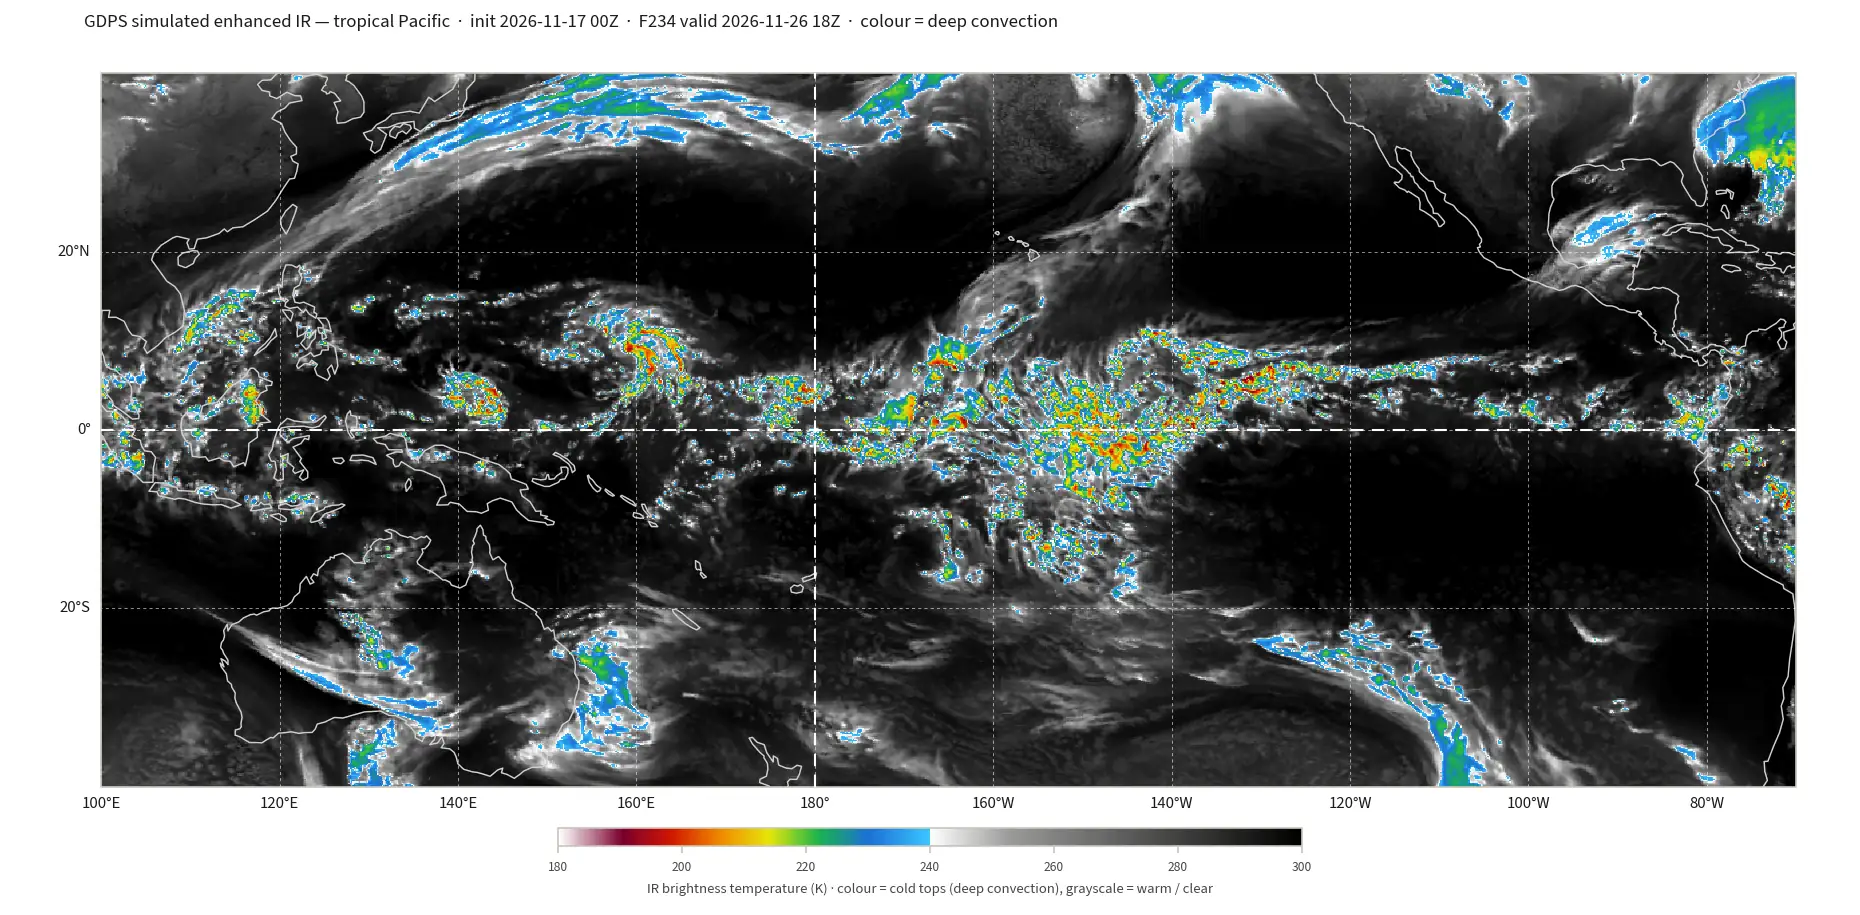 GDPS simulated enhanced IR — tropical Pacific · init 2026-11-17 00Z · F234 valid 2026-11-26 18Z · colour = deep convection
20°N
0°
20°S
100°E 120°E 140°E 160°E 180° 160°W 140°W 120°W 100°W 80°W
180 200 220 240 260 280 300
IR brightness temperature (K) · colour = cold tops (deep convection), grayscale = warm / clear